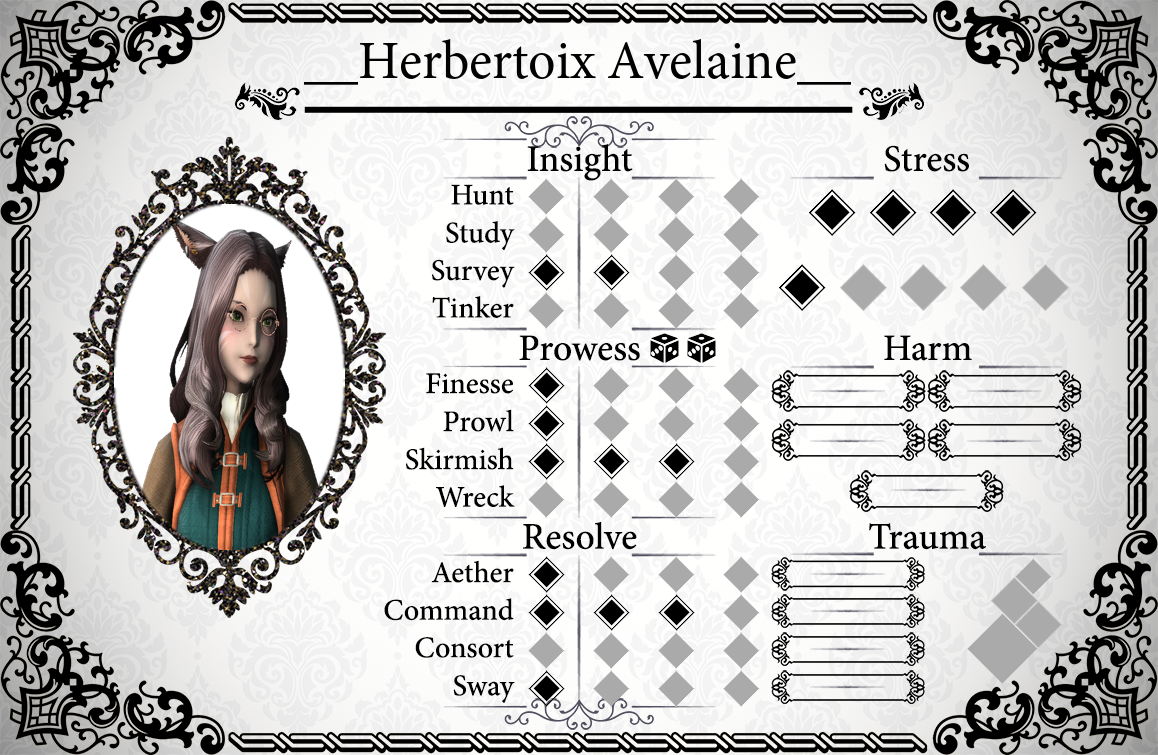 __Herbertoix Avelaine__
Insight
Hunt
Study
Survey
Tinker
Prowess
Finesse
Prowl
Skirmish
Wreck
Resolve
Aether
Command
Consort
Sway
Stress
Harm
Trauma